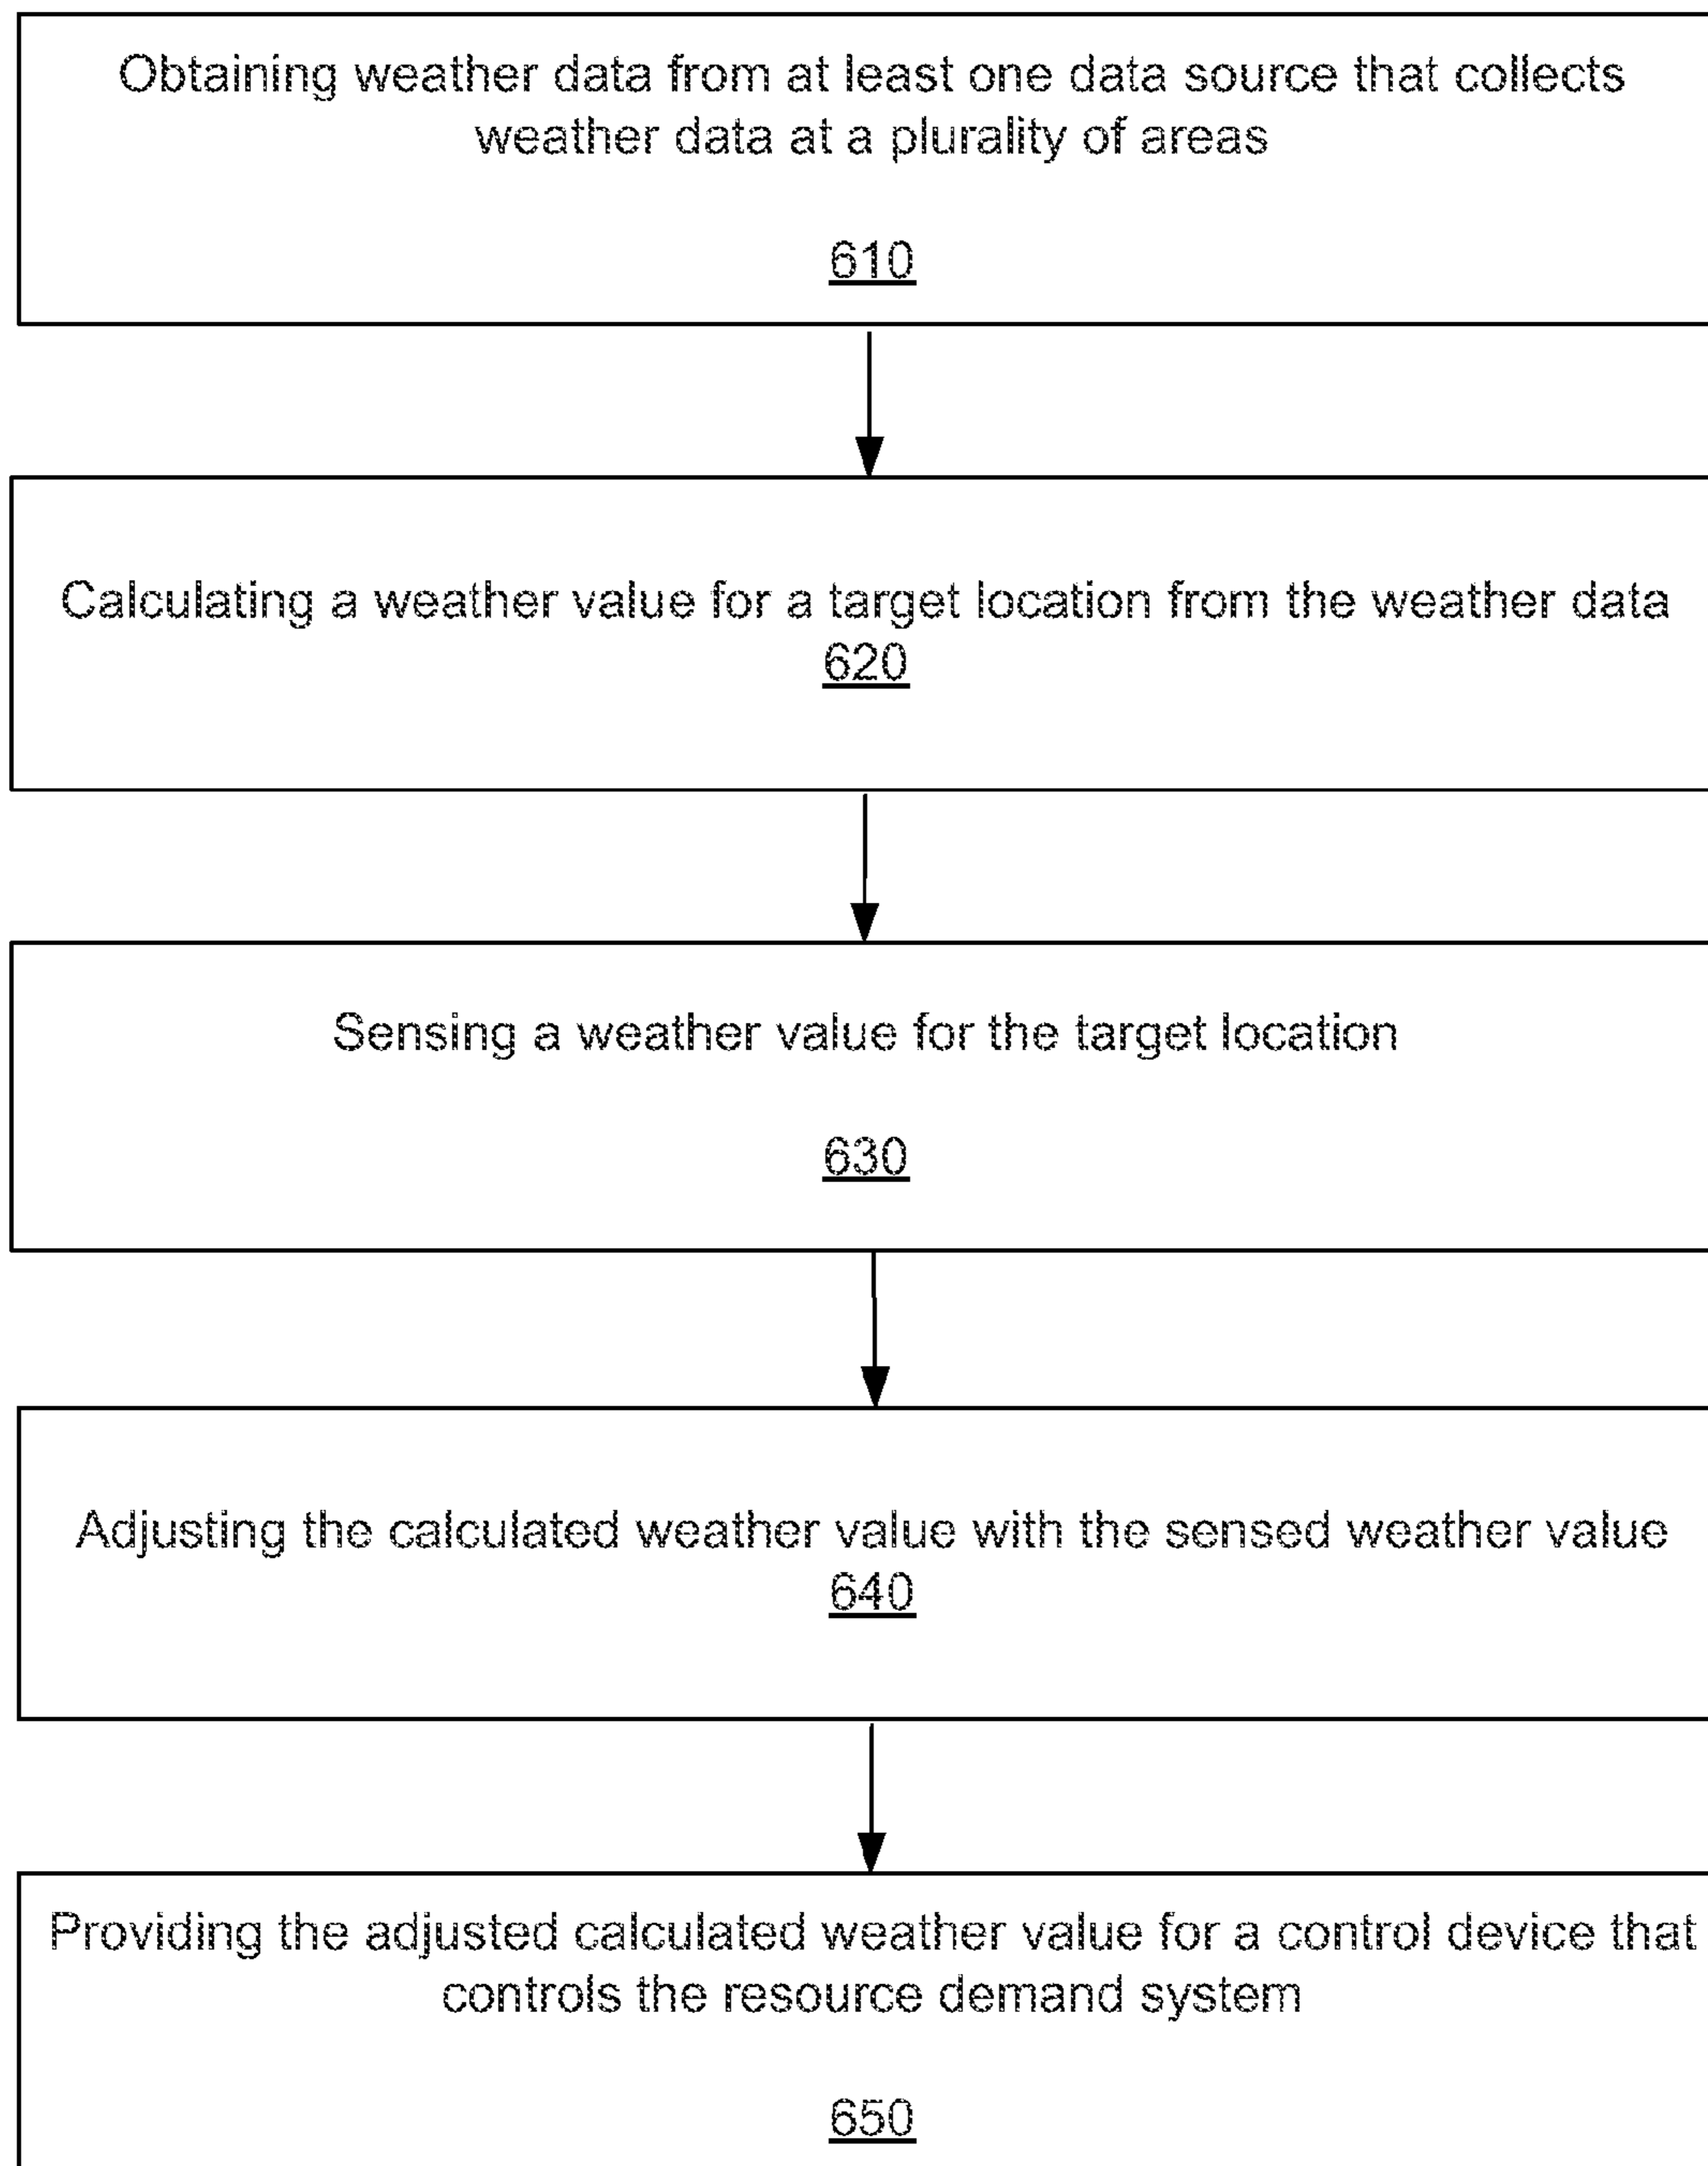 Obtaining weather data from at least one data source that collects
weather data at a plurality of areas
610
Calculating a weather value for a target location from the weather data
620
Sensing a weather value for the target location
630
Adjusting the calculated weather value with the sensed weather value
640
Providing the adjusted calculated weather value for a control device that
controls the resource demand system
650